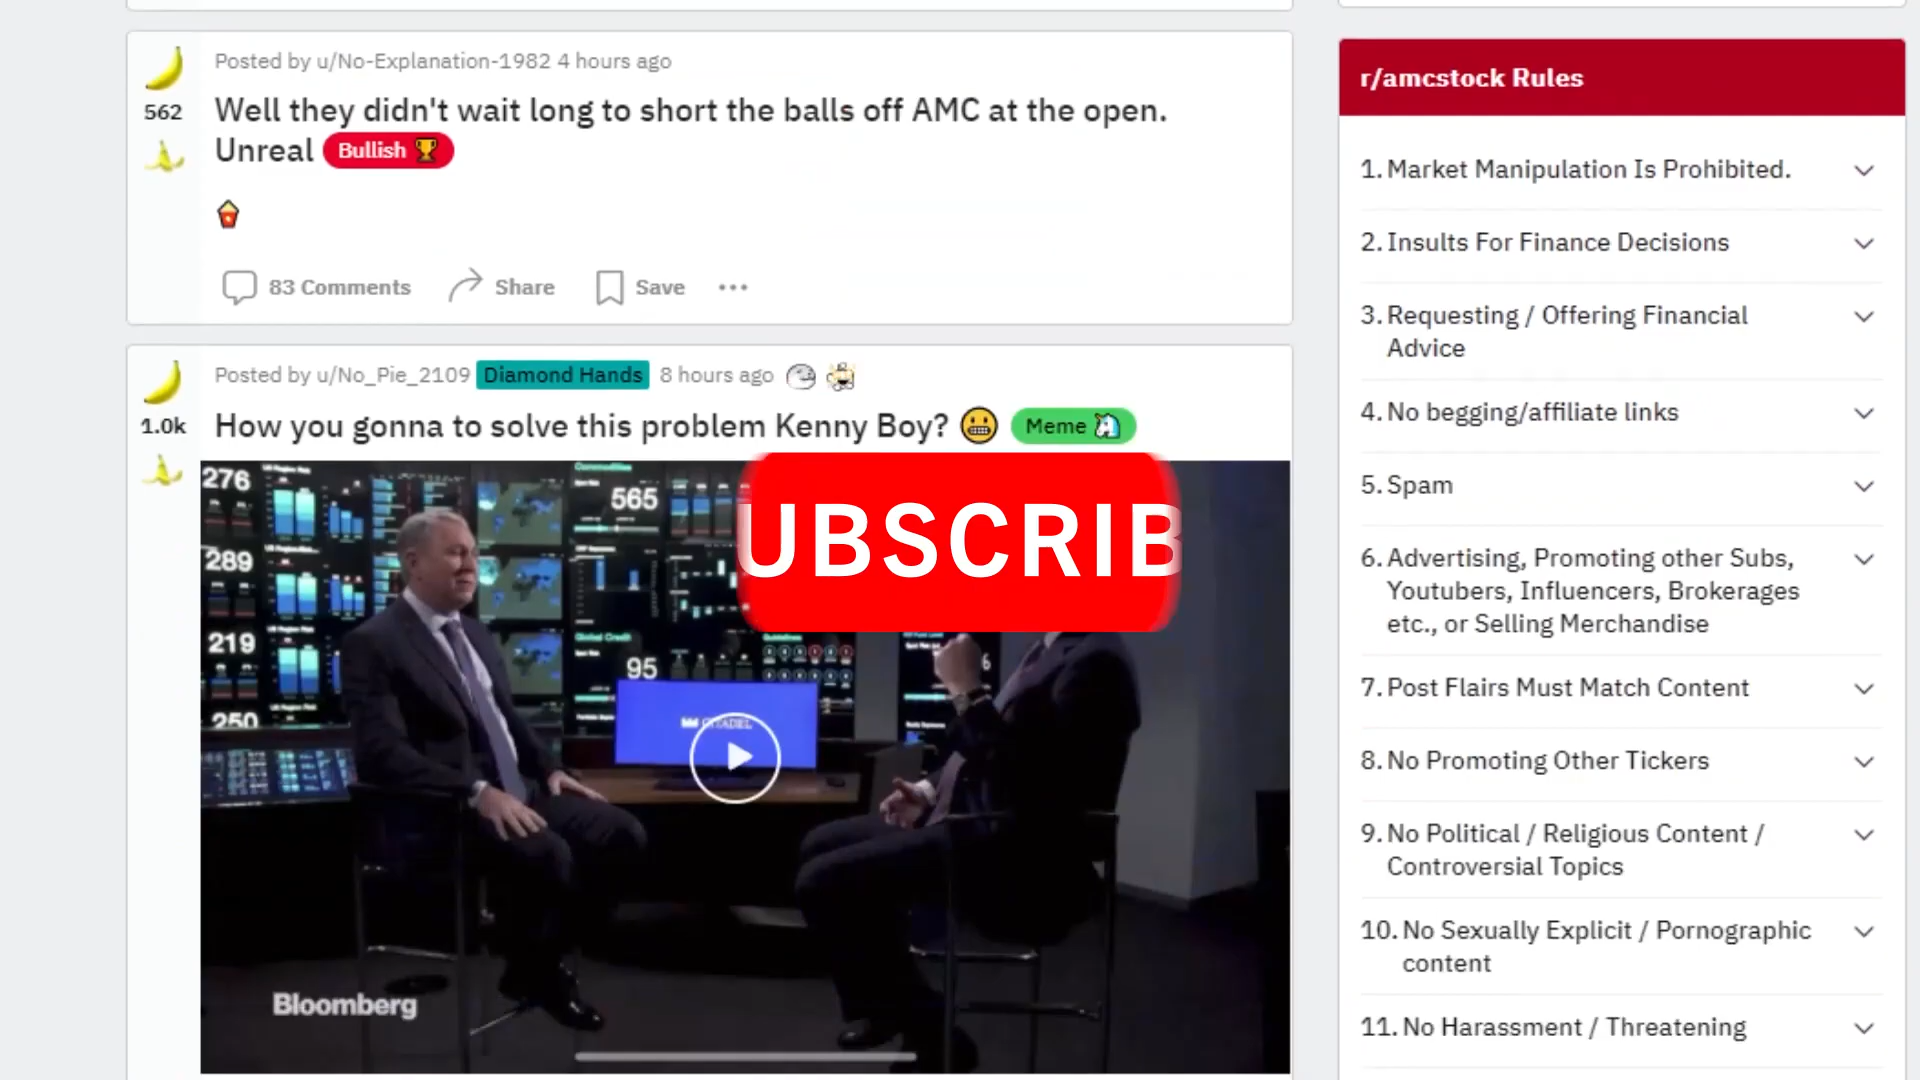 Posted by u/No-Explanation-1982 4 hours ago
562
Well they didn't wait long to short the balls off AMC at the open.
Unreal Bullish
83 Comments
Share
Save
Posted by u/No_Pie_2109 Diamond Hands 8 hours ago
1.0k
How you gonna to solve this problem Kenny Boy? Meme
UBSCRIB
276
565
289
219
95
250
CITADEL
Bloomberg
r/amcstock Rules
1. Market Manipulation Is Prohibited.
2. Insults For Finance Decisions
3. Requesting / Offering Financial
Advice
4. No begging/affiliate links
5. Spam
6. Advertising, Promoting other Subs,
Youtubers, Influencers, Brokerages
etc., or Selling Merchandise
7. Post Flairs Must Match Content
8. No Promoting Other Tickers
9. No Political / Religious Content /
Controversial Topics
10. No Sexually Explicit / Pornographic
content
11. No Harassment / Threatening